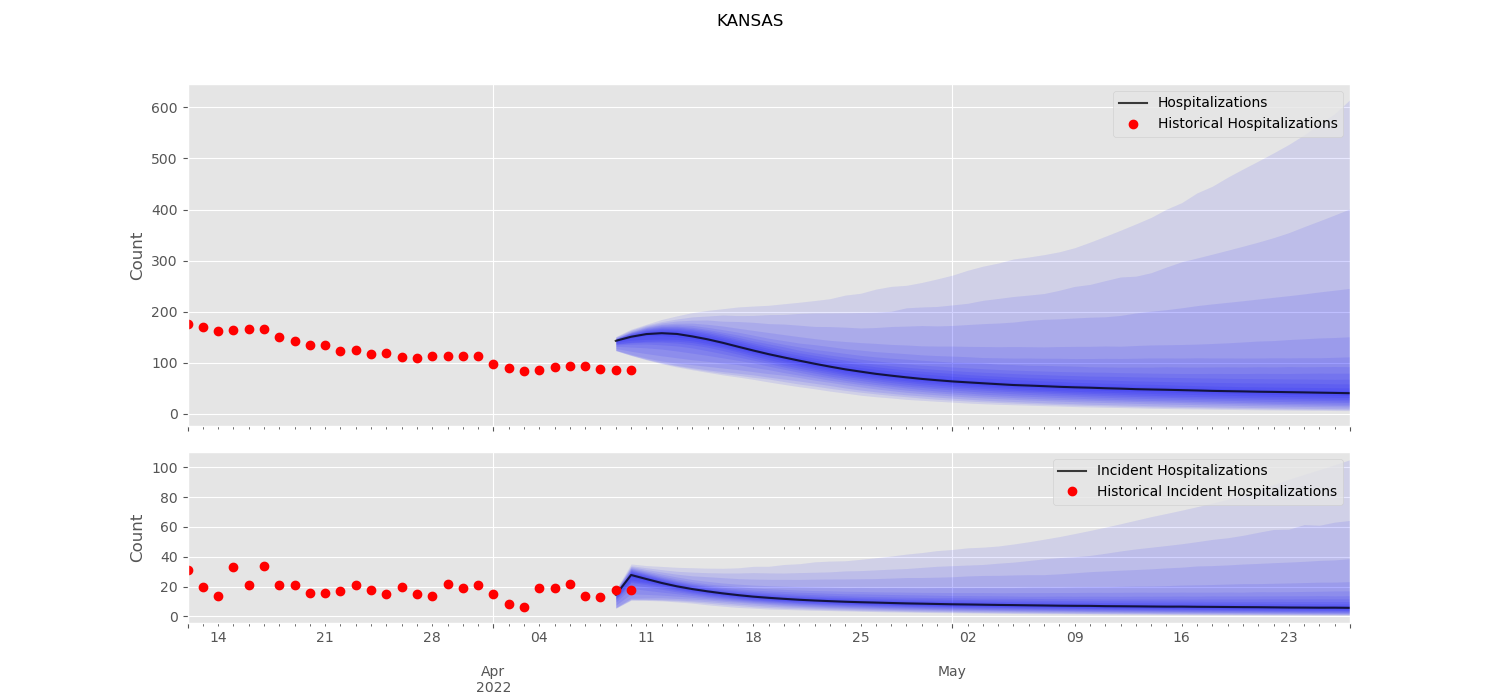 KANSAS
600
500
400
300
200
100
0
Count
Hospitalizations
Historical Hospitalizations
100
80
60
40
20
0
Count
Incident Hospitalizations
Historical Incident Hospitalizations
14 21 28 04 11 18 25 02 09 16 23
Apr May
2022